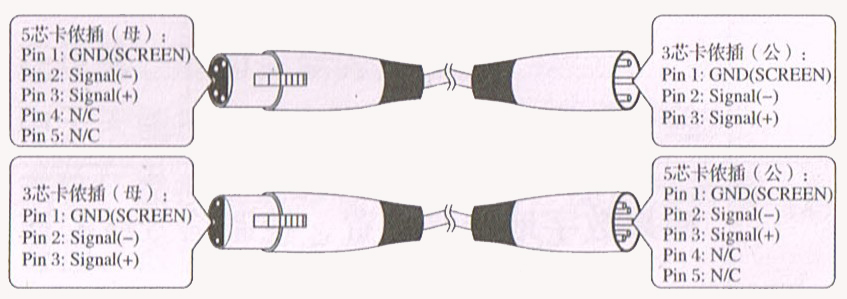 5芯卡侬插（母）：
Pin 1: GND(SCREEN)
Pin 2: Signal(−)
Pin 3: Signal(+)
Pin 4: N/C
Pin 5: N/C
3芯卡侬插（公）：
Pin 1: GND(SCREEN)
Pin 2: Signal(−)
Pin 3: Signal(+)
3芯卡侬插（母）：
Pin 1: GND(SCREEN)
Pin 2: Signal(−)
Pin 3: Signal(+)
5芯卡侬插（公）：
Pin 1: GND(SCREEN)
Pin 2: Signal(−)
Pin 3: Signal(+)
Pin 4: N/C
Pin 5: N/C